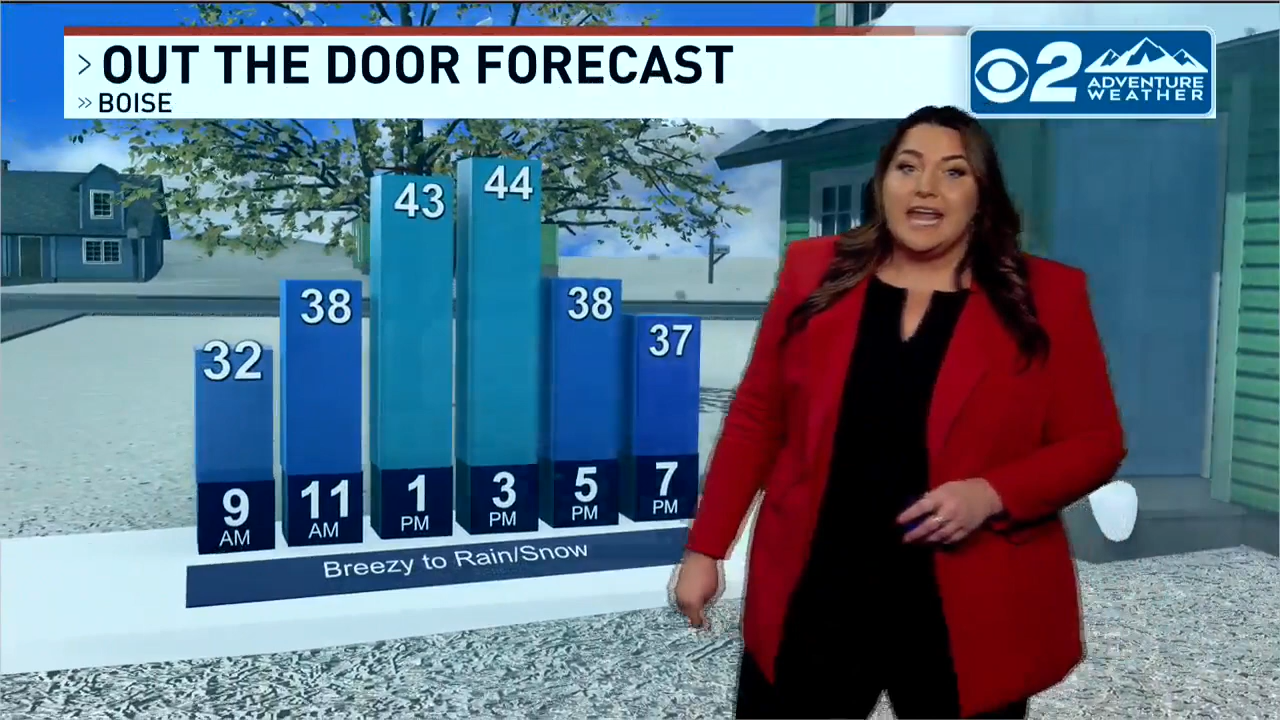 > OUT THE DOOR FORECAST
» BOISE
2 ADVENTURE
WEATHER
32 38 43 44 38 37
9 11 1 3 5 7
AM AM PM PM PM PM
Breezy to Rain/Snow